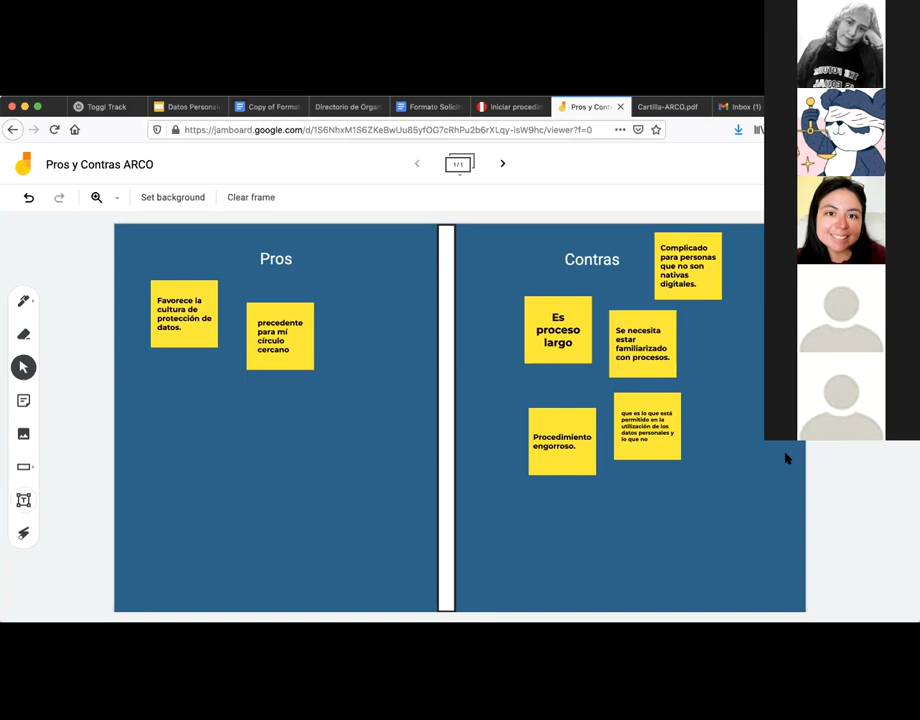 Toggl Track
Datos Personal
Copy of Format
Directorio de Organ
Formato Solicitu
Iniciar procedim
Pros y Contr
Cartilla-ARCO.pdf
Inbox (1)
https://jamboard.google.com/d/1S6NhxM1S6ZKeBwUu85yfOG7cRhPu2b6rXLqy-isW9hc/viewer?f=0
Pros y Contras ARCO
1/1
Set background
Clear frame
Pros
Favorece la
cultura de
protección de
datos.
precedente
para mí
círculo
cercano
Contras
Complicado
para personas
que no son
nativas
digitales.
Es
proceso
largo
Se necesita
estar
familiarizado
con procesos.
Procedimiento
engorroso.
que es lo que está
permitido en la
utilización de los
datos personales y
lo que no